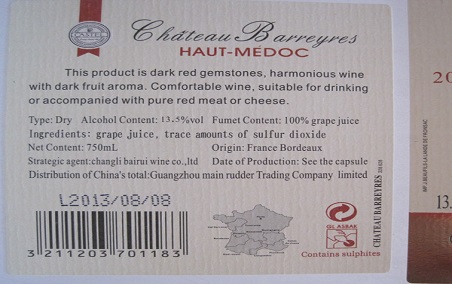 CASTEL
Château Barreyres
HAUT-MÉDOC
This product is dark red gemstones, harmonious wine
with dark fruit aroma. Comfortable wine, suitable for drinking
or accompanied with pure red meat or cheese.
Type: Dry Alcohol Content: 13.5%vol Fumet Content: 100% grape juice
Ingredients: grape juice, trace amounts of sulfur dioxide
Net Content: 750mL Origin: France Bordeaux
Strategic agent:changli bairui wine co.,ltd Date of Production: See the capsule
Distribution of China's total:Guangzhou main rudder Trading Company limited
L2013/08/08
3 211203 701183
Contains sulphites
CHATEAU BARREYRES
20
13.